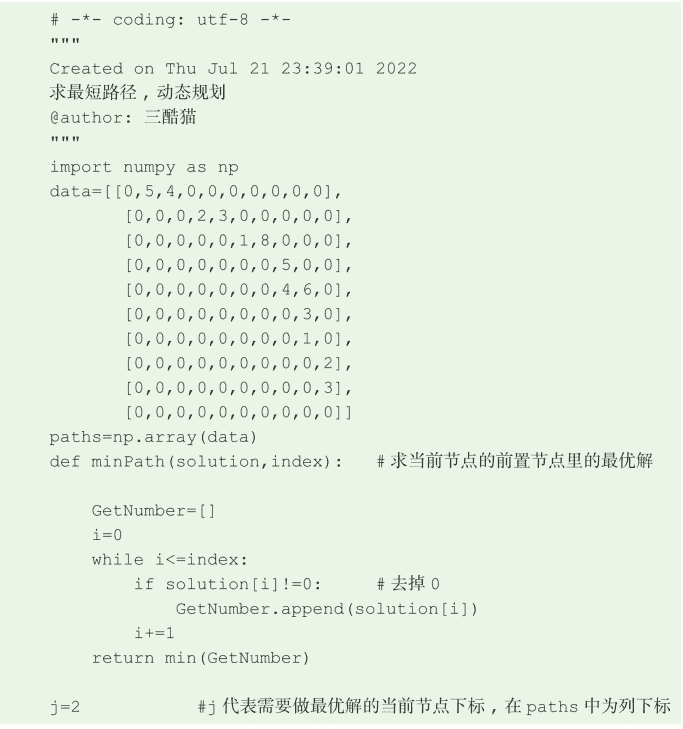 # -*- coding: utf-8 -*-
"""
Created on Thu Jul 21 23:39:01 2022
求最短路径，动态规划
@author: 三酷猫
"""
import numpy as np
data=[[0,5,4,0,0,0,0,0,0,0],
      [0,0,0,2,3,0,0,0,0,0],
      [0,0,0,0,0,1,8,0,0,0],
      [0,0,0,0,0,0,0,5,0,0],
      [0,0,0,0,0,0,0,4,6,0],
      [0,0,0,0,0,0,0,0,3,0],
      [0,0,0,0,0,0,0,0,1,0],
      [0,0,0,0,0,0,0,0,0,2],
      [0,0,0,0,0,0,0,0,0,3],
      [0,0,0,0,0,0,0,0,0,0]]
paths=np.array(data)
def minPath(solution,index):   #求当前节点的前置节点里的最优解
    GetNumber=[]
    i=0
    while i<=index:
        if solution[i]!=0:     #去掉0
            GetNumber.append(solution[i])
        i+=1
    return min(GetNumber)
j=2          #j代表需要做最优解的当前节点下标，在paths中为列下标